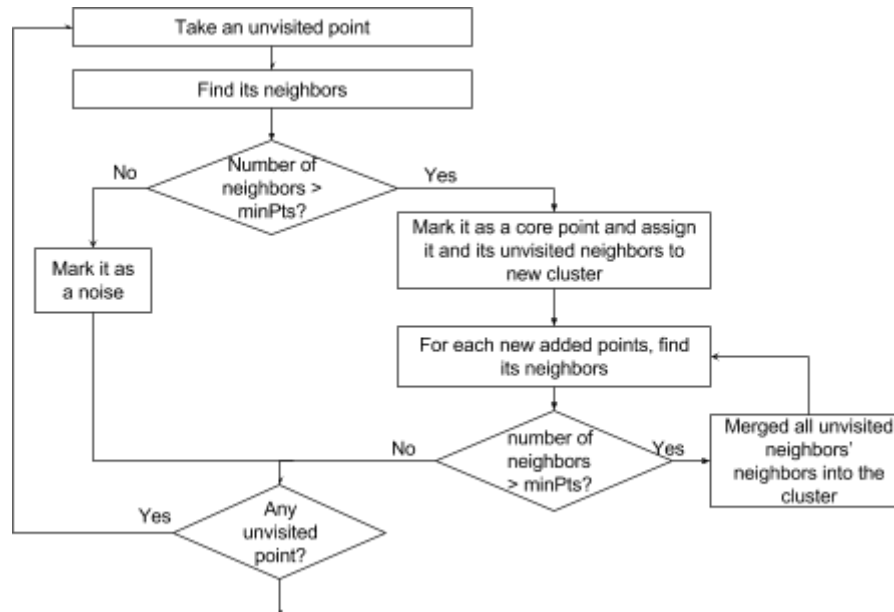 Take an unvisited point
Find its neighbors
Number of
neighbors >
minPts?
No
Yes
Mark it as
a noise
Mark it as a core point and assign
it and its unvisited neighbors to
new cluster
For each new added points, find
its neighbors
number of
neighbors
> minPts?
No
Yes
Merged all unvisited
neighbors'
neighbors into the
cluster
Any
unvisited
point?
Yes